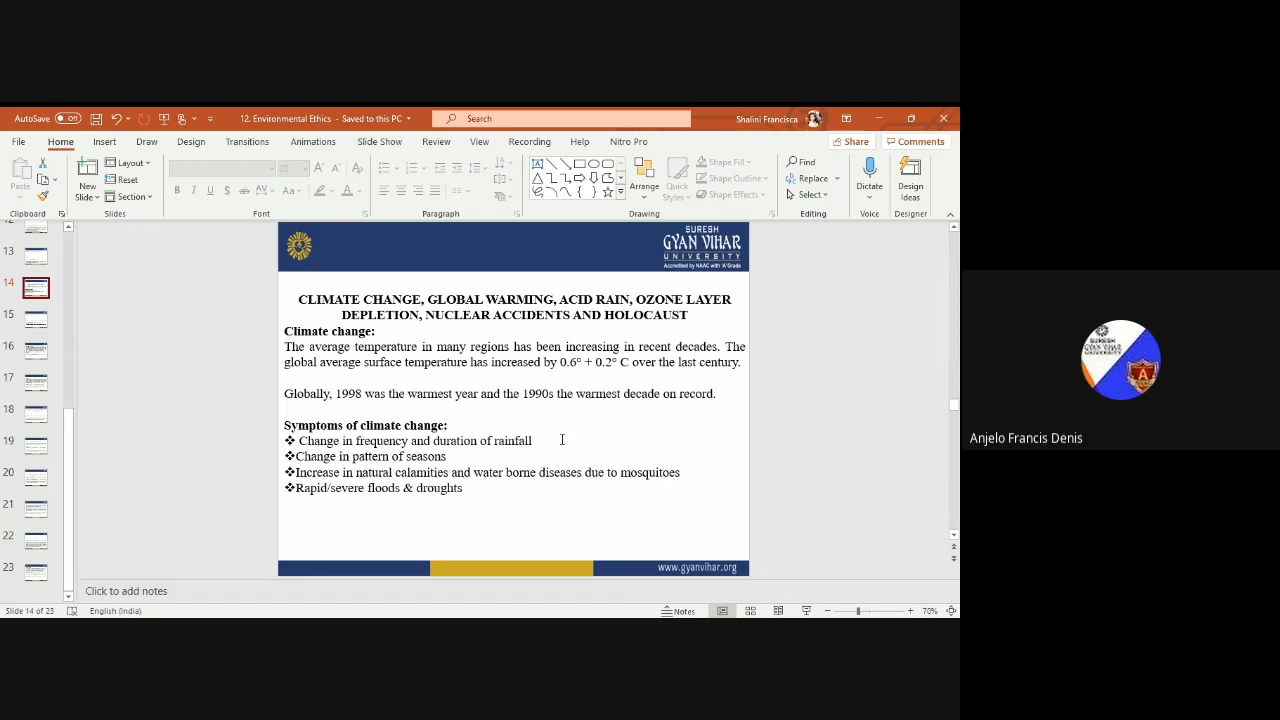 AutoSave Off 12. Environmental Ethics - Saved to this PC Search Shalini Francisca
File Home Insert Draw Design Transitions Animations Slide Show Review View Recording Help Nitro Pro Share Comments
Paste New Slide Layout Reset Section 20 Arrange Quick Styles Shape Fill Shape Outline Shape Effects Find Replace Select Dictate Design Ideas
Clipboard Slides Font Paragraph Drawing Editing Voice Designer
12
13
14
15
16
17
18
19
20
21
22
23
SURESH
GYAN VIHAR
UNIVERSITY
Accredited by NAAC with 'A' Grade
CLIMATE CHANGE, GLOBAL WARMING, ACID RAIN, OZONE LAYER
DEPLETION, NUCLEAR ACCIDENTS AND HOLOCAUST
Climate change:
The average temperature in many regions has been increasing in recent decades. The
global average surface temperature has increased by 0.6° + 0.2° C over the last century.
Globally, 1998 was the warmest year and the 1990s the warmest decade on record.
Symptoms of climate change:
❖ Change in frequency and duration of rainfall
❖Change in pattern of seasons
❖Increase in natural calamities and water borne diseases due to mosquitoes
❖Rapid/severe floods & droughts
www.gyanvihar.org
Click to add notes
Slide 14 of 23 English (India) Notes 70%
Anjelo Francis Denis